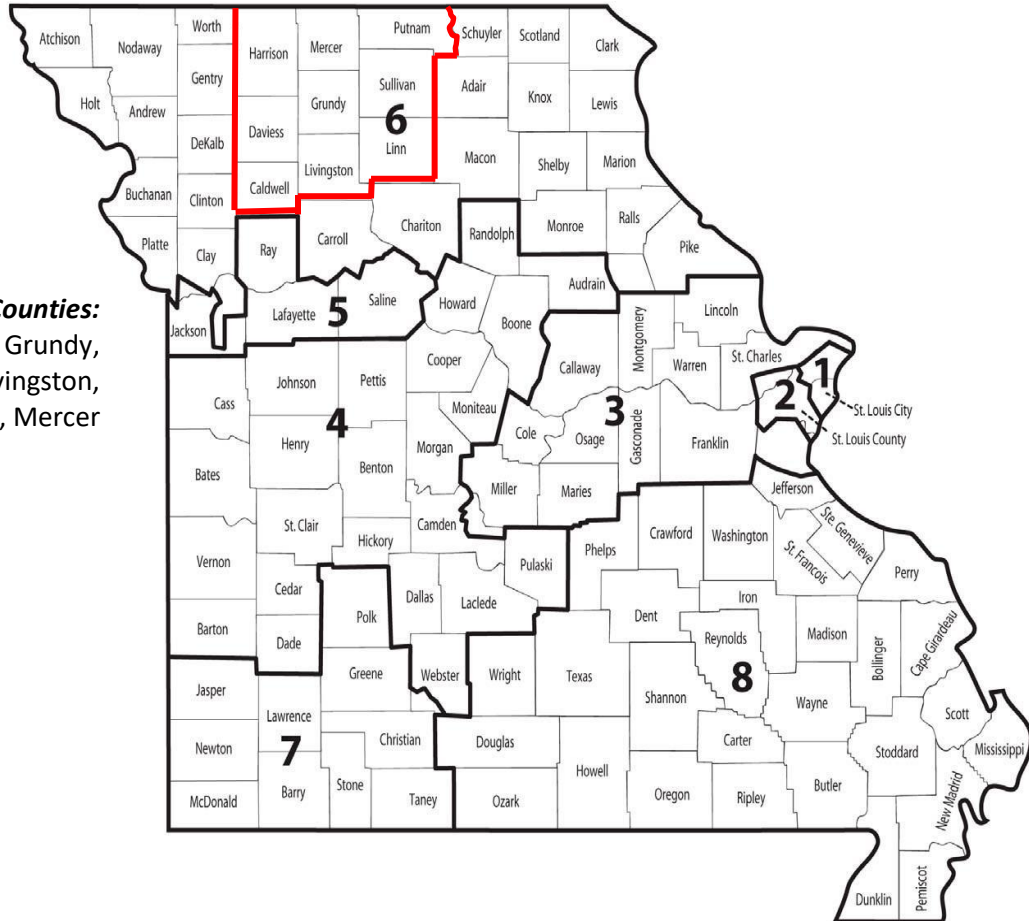 Counties:
Grundy,
vingston,
, Mercer
Atchison
Nodaway
Worth
Harrison
Mercer
Putnam
Schuyler
Scotland
Clark
Gentry
Holt
Andrew
Sullivan
Adair
Knox
Lewis
Grundy
6
DeKalb
Daviess
Linn
Macon
Shelby
Marion
Livingston
Buchanan
Clinton
Caldwell
Platte
Clay
Ray
Carroll
Chariton
Randolph
Monroe
Ralls
Pike
Jackson
Lafayette
5
Saline
Howard
Audrain
Boone
Lincoln
Montgomery
Callaway
Warren
St. Charles
1
2
St. Louis City
St. Louis County
Cass
Johnson
Pettis
Cooper
Moniteau
4
Cole
Osage
3
Gasconade
Franklin
Henry
Morgan
Bates
Benton
Miller
Maries
Jefferson
St. Clair
Camden
Crawford
Washington
Ste. Genevieve
St. Francois
Hickory
Phelps
Pulaski
Perry
Vernon
Cedar
Polk
Dallas
Laclede
Dent
Iron
Madison
Bollinger
Cape Girardeau
Barton
Dade
Reynolds
8
Greene
Webster
Wright
Texas
Shannon
Wayne
Scott
Jasper
Lawrence
7
Christian
Douglas
Carter
Stoddard
Mississippi
Newton
Howell
Butler
New Madrid
McDonald
Barry
Stone
Taney
Ozark
Oregon
Ripley
Dunklin
Pemiscot